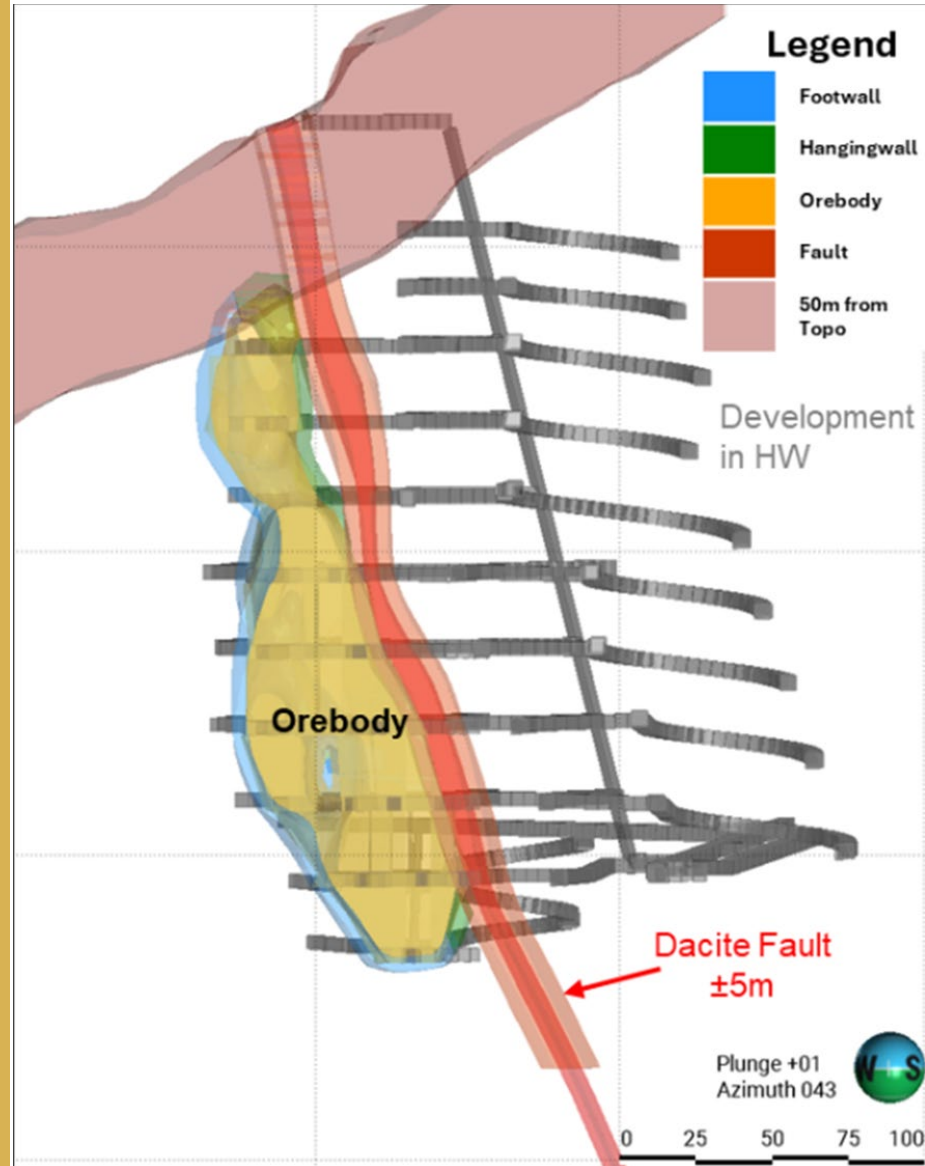 Legend
Footwall
Hangingwall
Orebody
Fault
50m from
Topo
Development
in HW
Orebody
Dacite Fault
±5m
Plunge +01
Azimuth 043
W S
0 25 50 75 100